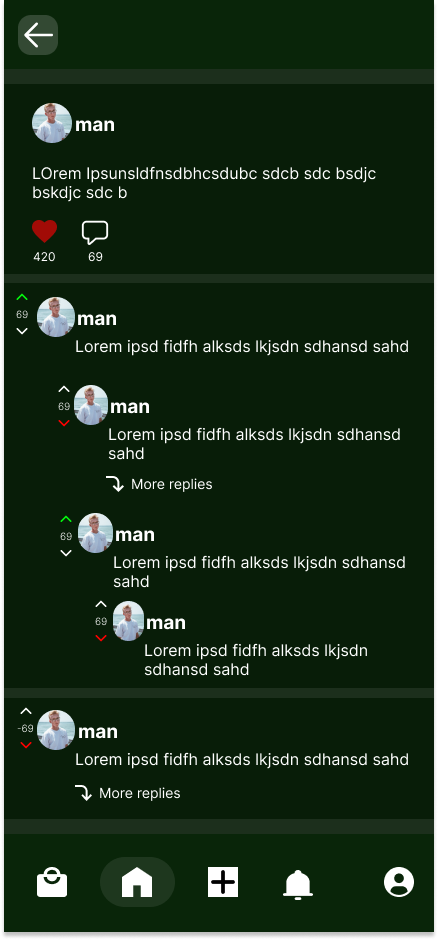 man
LOrem Ipsunsldfnsdbhcsdubc sdcb sdc bsdjc
bskdjc sdc b
420 69
69
man
Lorem ipsd fidfh alksds lkjsdn sdhansd sahd
69
man
Lorem ipsd fidfh alksds lkjsdn sdhansd
sahd
More replies
69
man
Lorem ipsd fidfh alksds lkjsdn sdhansd
sahd
69
man
Lorem ipsd fidfh alksds lkjsdn
sdhansd sahd
-69
man
Lorem ipsd fidfh alksds lkjsdn sdhansd sahd
More replies